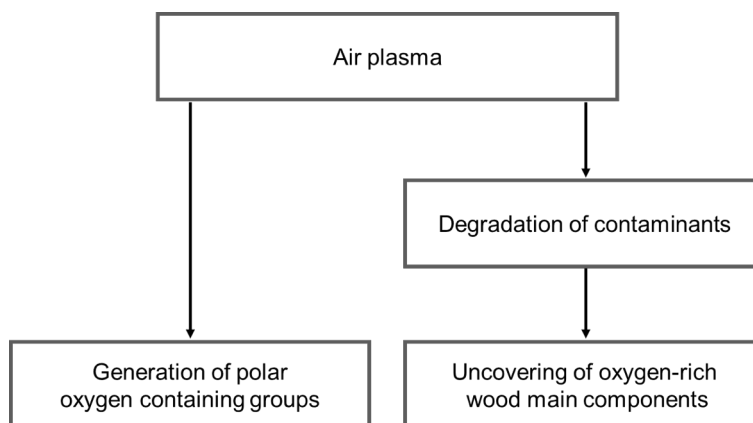 Air plasma
Degradation of contaminants
Generation of polar
oxygen containing groups
Uncovering of oxygen-rich
wood main components